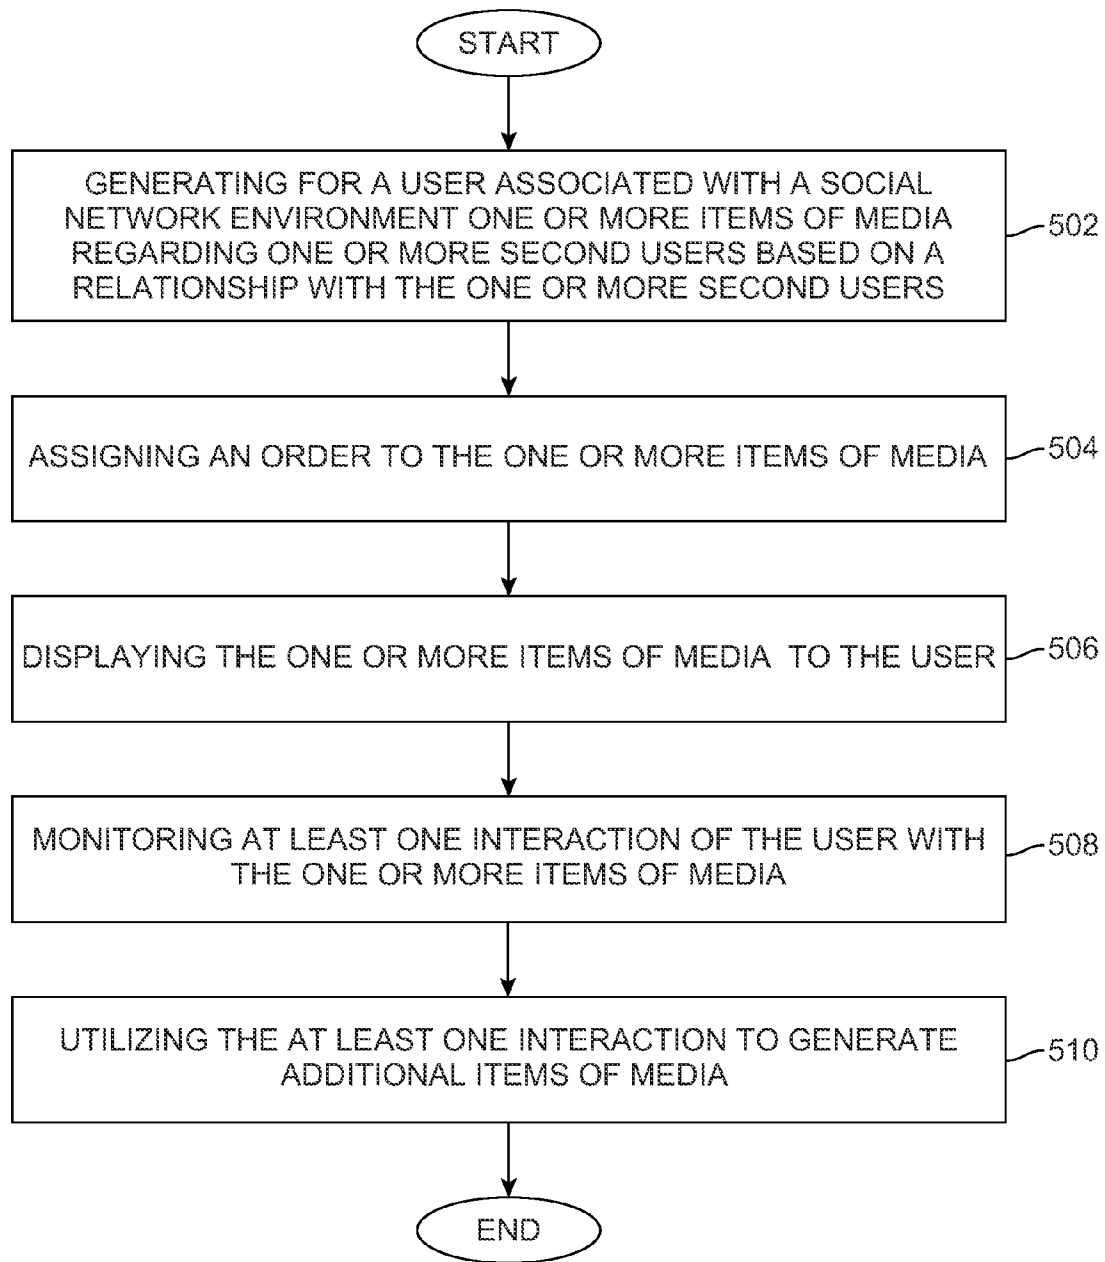 START
GENERATING FOR A USER ASSOCIATED WITH A SOCIAL
NETWORK ENVIRONMENT ONE OR MORE ITEMS OF MEDIA
REGARDING ONE OR MORE SECOND USERS BASED ON A
RELATIONSHIP WITH THE ONE OR MORE SECOND USERS
502
ASSIGNING AN ORDER TO THE ONE OR MORE ITEMS OF MEDIA
504
DISPLAYING THE ONE OR MORE ITEMS OF MEDIA TO THE USER
506
MONITORING AT LEAST ONE INTERACTION OF THE USER WITH
THE ONE OR MORE ITEMS OF MEDIA
508
UTILIZING THE AT LEAST ONE INTERACTION TO GENERATE
ADDITIONAL ITEMS OF MEDIA
510
END